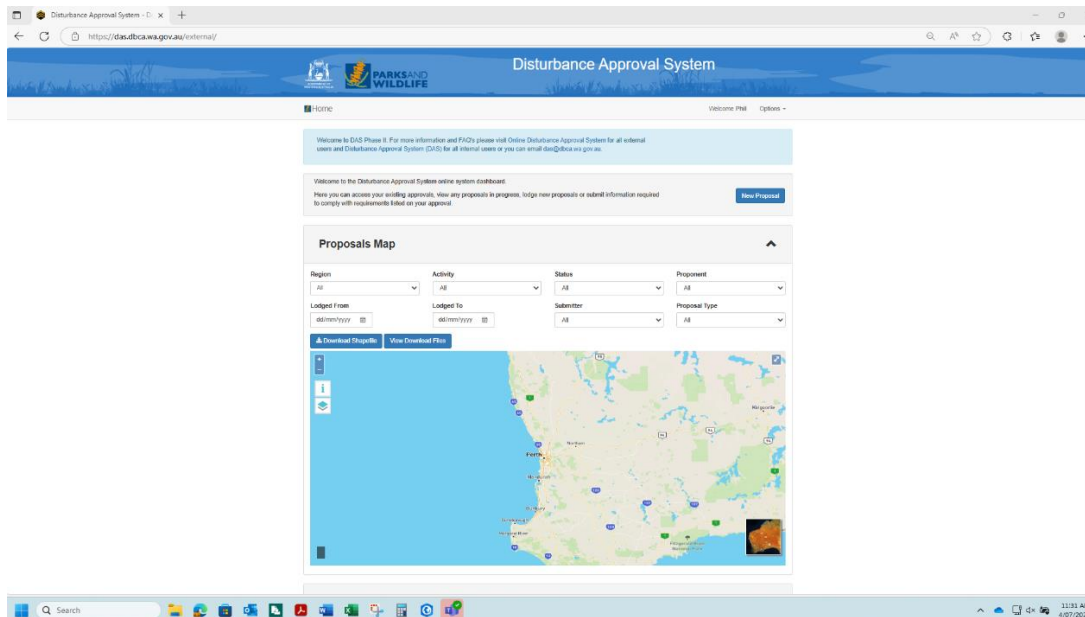 Disturbance Approval System - D
https://das.dbca.wa.gov.au/external/
PARKS AND
WILDLIFE
Disturbance Approval System
Home
Welcome Phil
Options
Welcome to DAS Phase II. For more information and FAQ's please visit Online Disturbance Approval System for all external
users and Disturbance Approval System (DAS) for all internal users or you can email das@dbca.wa.gov.au.
Welcome to the Disturbance Approval System online system dashboard.
Here you can access your existing approvals, view any proposals in progress, lodge new proposals or submit information required
to comply with requirements listed on your approval
New Proposal
Proposals Map
Region
Activity
Status
Proponent
All
All
All
All
Lodged From
Lodged To
Submitter
Proposal Type
dd/mm/yyyy
dd/mm/yyyy
All
All
Download Shapefile
View Download Files
+
-
i
Perth
Search
11:31 A
4/07/20